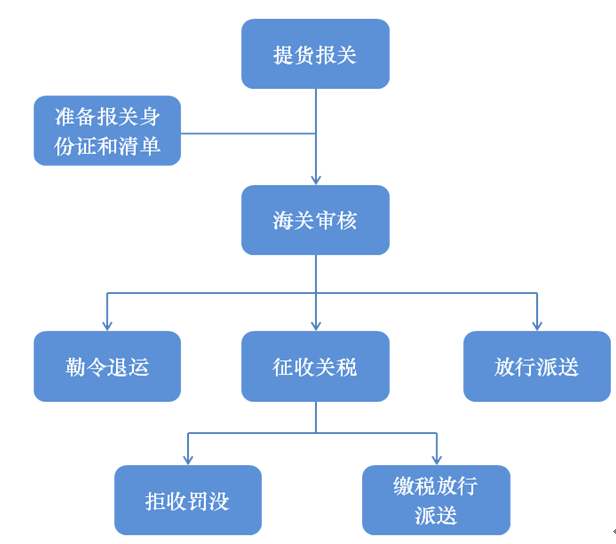 提货报关
准备报关身
份证和清单
海关审核
勒令退运
征收关税
放行派送
拒收罚没
缴税放行
派送